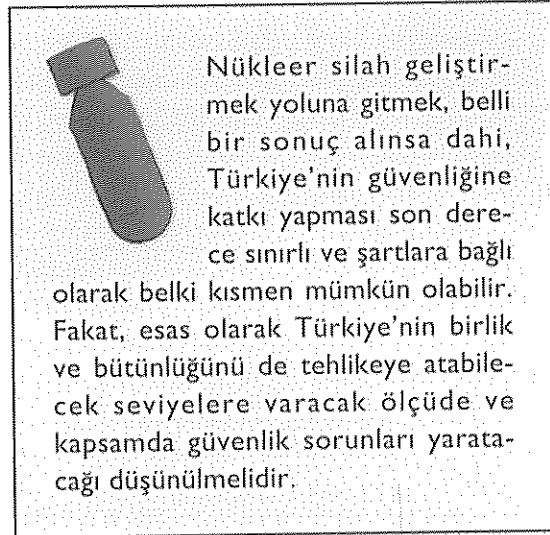 Nükleer silah geliştir-
mek yoluna gitmek, belli
bir sonuç alınsa dahi,
Türkiye'nin güvenliğine
katkı yapması son dere-
ce sınırlı ve şartlara bağlı
olarak belki kısmen mümkün olabilir.
Fakat, esas olarak Türkiye'nin birlik
ve bütünlüğünü de tehlikeye atabile-
cek seviyelere varacak ölçüde ve
kapsamda güvenlik sorunları yarata-
cağı düşünülmelidir.